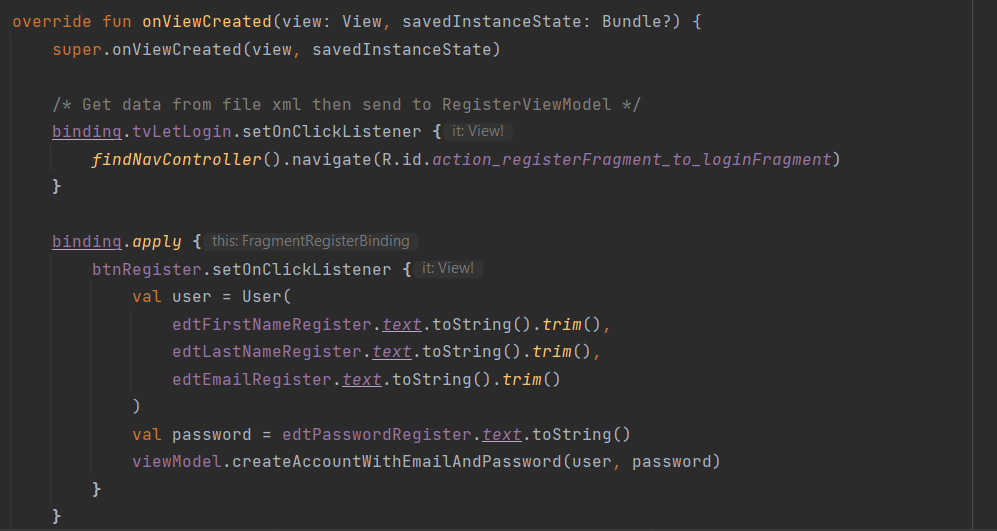 override fun onViewCreated(view: View, savedInstanceState: Bundle?) {
super.onViewCreated(view, savedInstanceState)
/* Get data from file xml then send to RegisterViewModel */
binding.tvLetLogin.setOnClickListener { it: View!
findNavController().navigate(R.id.action_registerFragment_to_loginFragment)
}
binding.apply { this: FragmentRegisterBinding
btnRegister.setOnClickListener { it: View!
val user = User(
edtFirstNameRegister.text.toString().trim(),
edtLastNameRegister.text.toString().trim(),
edtEmailRegister.text.toString().trim()
)
val password = edtPasswordRegister.text.toString()
viewModel.createAccountWithEmailAndPassword(user, password)
}
}